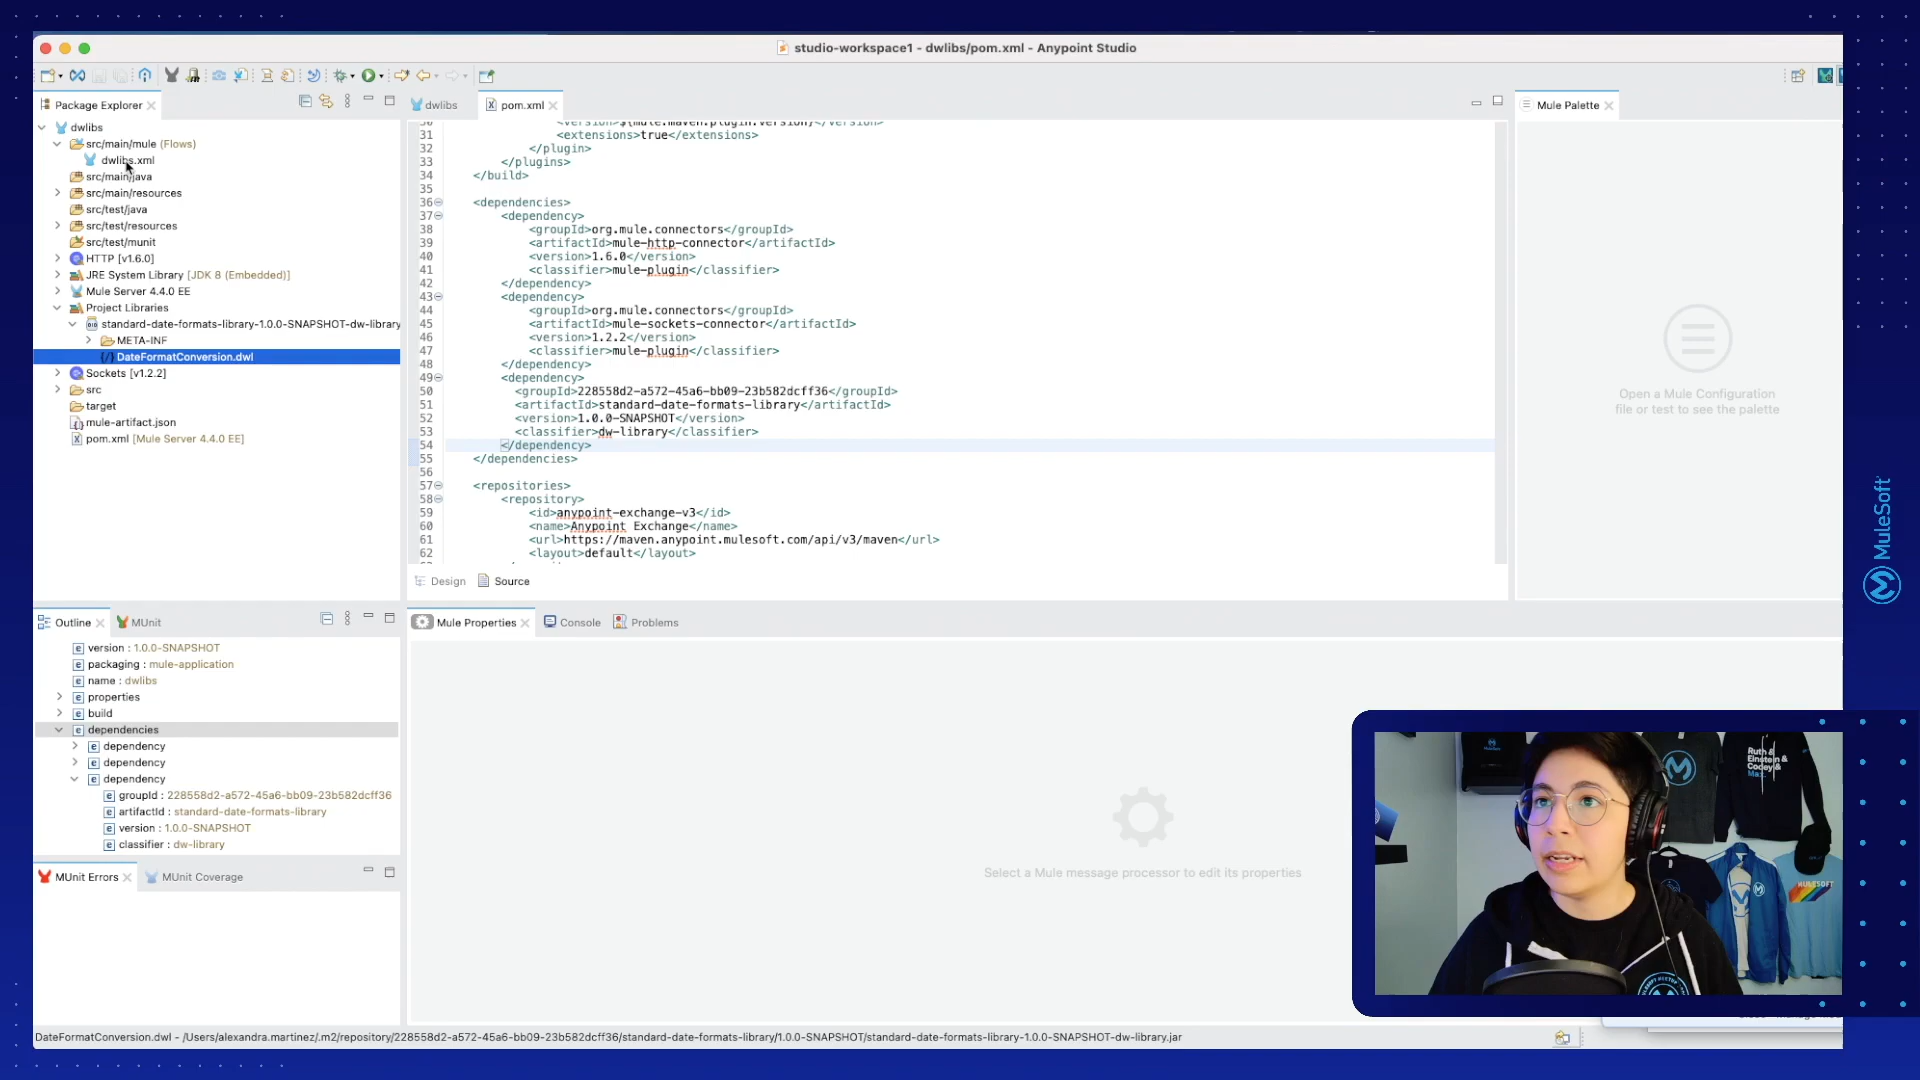 studio-workspace1 - dwlibs/pom.xml - Anypoint Studio
Package Explorer
dwlibs
src/main/mule (Flows)
dwlibs.xml
src/main/java
src/main/resources
src/test/java
src/test/resources
src/test/munit
HTTP [v1.6.0]
JRE System Library [JDK 8 (Embedded)]
Mule Server 4.4.0 EE
Project Libraries
standard-date-formats-library-1.0.0-SNAPSHOT-dw-library
META-INF
DateFormatConversion.dwl
Sockets [v1.2.2]
src
target
mule-artifact.json
pom.xml [Mule Server 4.4.0 EE]
dwlibs
pom.xml
30 <version>${mule.maven.plugin.version}</version>
31 <extensions>true</extensions>
32 </plugin>
33 </plugins>
34 </build>
35
36 <dependencies>
37 <dependency>
38 <groupId>org.mule.connectors</groupId>
39 <artifactId>mule-http-connector</artifactId>
40 <version>1.6.0</version>
41 <classifier>mule-plugin</classifier>
42 </dependency>
43 <dependency>
44 <groupId>org.mule.connectors</groupId>
45 <artifactId>mule-sockets-connector</artifactId>
46 <version>1.2.2</version>
47 <classifier>mule-plugin</classifier>
48 </dependency>
49 <dependency>
50 <groupId>228558d2-a572-45a6-bb09-23b582dcff36</groupId>
51 <artifactId>standard-date-formats-library</artifactId>
52 <version>1.0.0-SNAPSHOT</version>
53 <classifier>dw-library</classifier>
54 </dependency>
55 </dependencies>
56
57 <repositories>
58 <repository>
59 <id>anypoint-exchange-v3</id>
60 <name>Anypoint Exchange</name>
61 <url>https://maven.anypoint.mulesoft.com/api/v3/maven</url>
62 <layout>default</layout>
Design
Source
Mule Palette
Open a Mule Configuration
file or test to see the palette
Outline
MUnit
version : 1.0.0-SNAPSHOT
packaging : mule-application
name : dwlibs
properties
build
dependencies
dependency
dependency
dependency
groupId : 228558d2-a572-45a6-bb09-23b582dcff36
artifactId : standard-date-formats-library
version : 1.0.0-SNAPSHOT
classifier : dw-library
MUnit Errors
MUnit Coverage
Mule Properties
Console
Problems
Select a Mule message processor to edit its properties
DateFormatConversion.dwl - /Users/alexandra.martinez/.m2/repository/228558d2-a572-45a6-bb09-23b582dcff36/standard-date-formats-library/1.0.0-SNAPSHOT/standard-date-formats-library-1.0.0-SNAPSHOT-dw-library.jar
MuleSoft
Ruth &
Einstein &
Codey &
Max.
MULESOFT